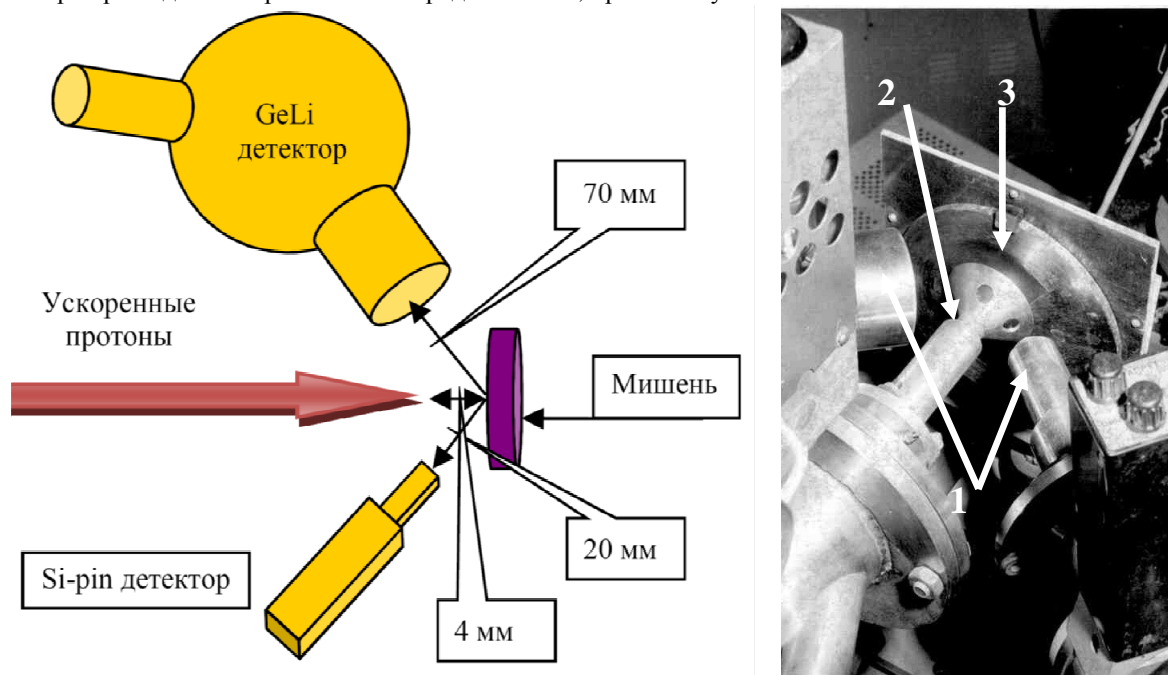 GeLi
детектор
70 мм
Ускоренные
протоны
Мишень
20 мм
Si-pin детектор
4 мм
2
3
1